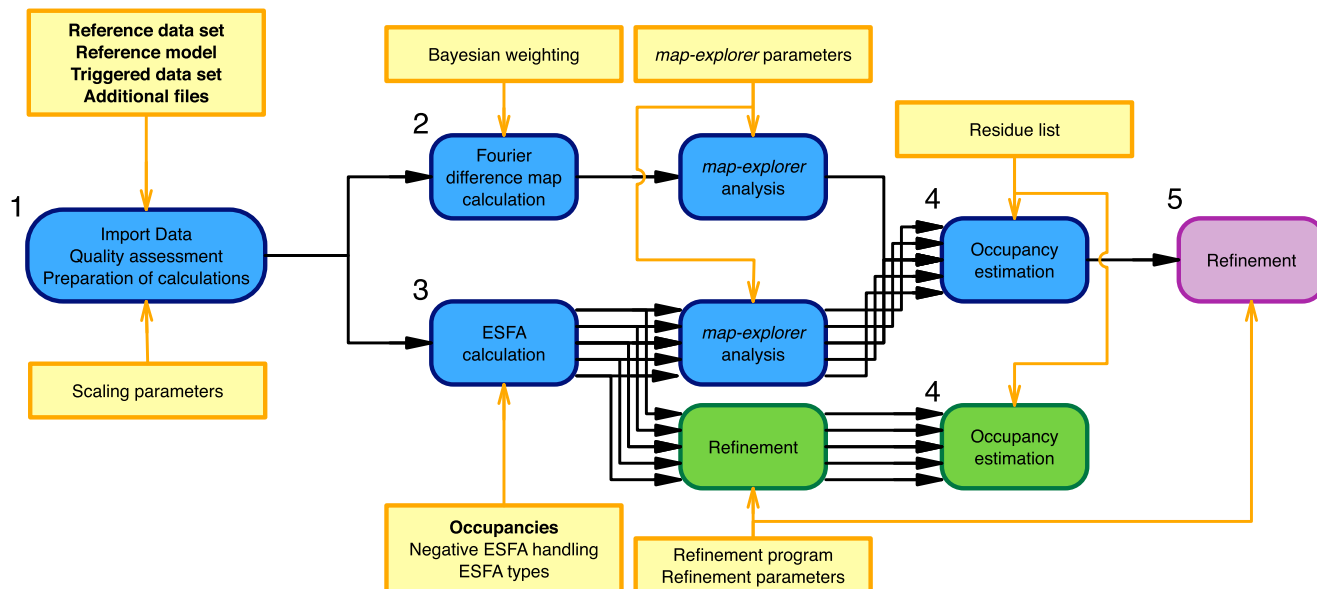 Reference data set
Reference model
Triggered data set
Additional files
Bayesian weighting
map-explorer parameters
Residue list
1
Import Data
Quality assessment
Preparation of calculations
Scaling parameters
2
Fourier
difference map
calculation
map-explorer
analysis
3
ESFA
calculation
map-explorer
analysis
4
Occupancy
estimation
5
Refinement
Refinement
4
Occupancy
estimation
Occupancies
Negative ESFA handling
ESFA types
Refinement program
Refinement parameters